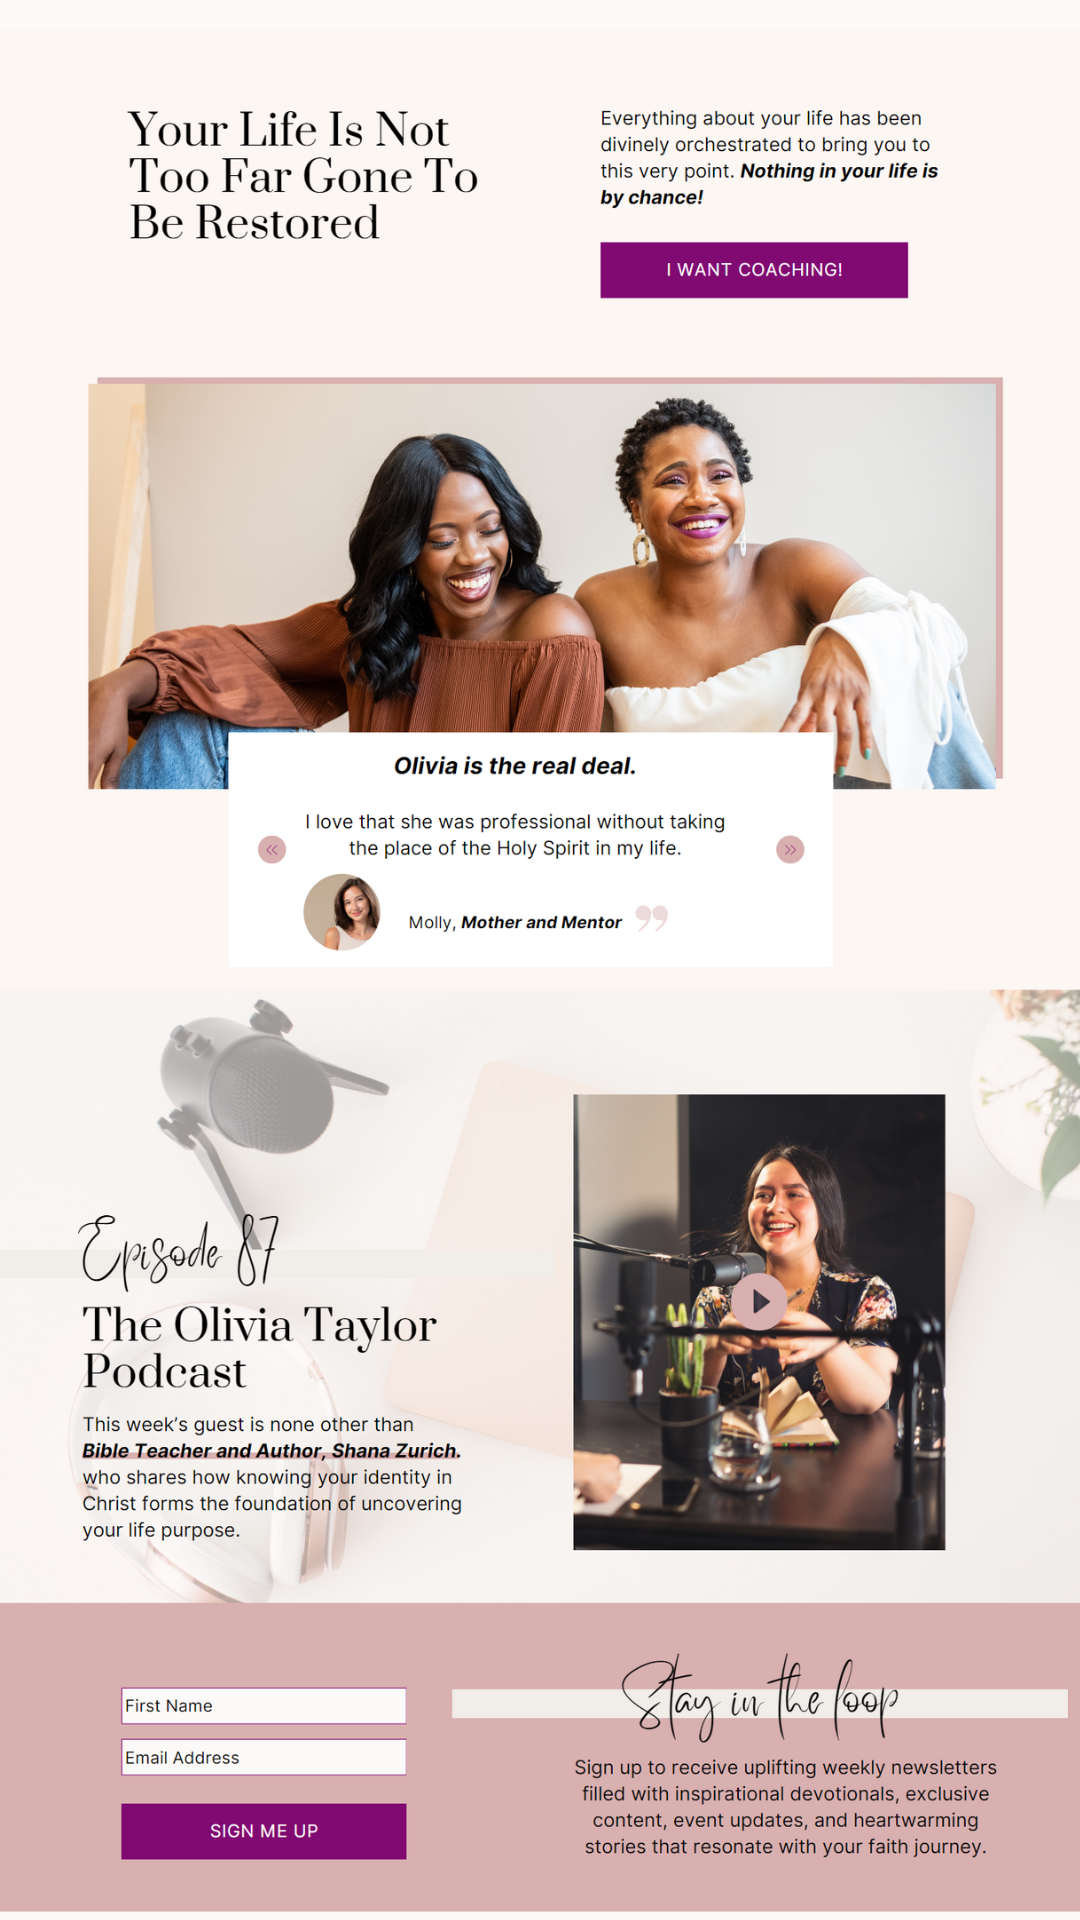 Your Life Is Not
Too Far Gone To
Be Restored
Everything about your life has been
divinely orchestrated to bring you to
this very point. Nothing in your life is
by chance!
I WANT COACHING!
Olivia is the real deal.
I love that she was professional without taking
the place of the Holy Spirit in my life.
Molly, Mother and Mentor
Episode 87
The Olivia Taylor
Podcast
This week’s guest is none other than
Bible Teacher and Author, Shana Zurich.
who shares how knowing your identity in
Christ forms the foundation of uncovering
your life purpose.
First Name
Email Address
SIGN ME UP
Stay in the loop
Sign up to receive uplifting weekly newsletters
filled with inspirational devotionals, exclusive
content, event updates, and heartwarming
stories that resonate with your faith journey.